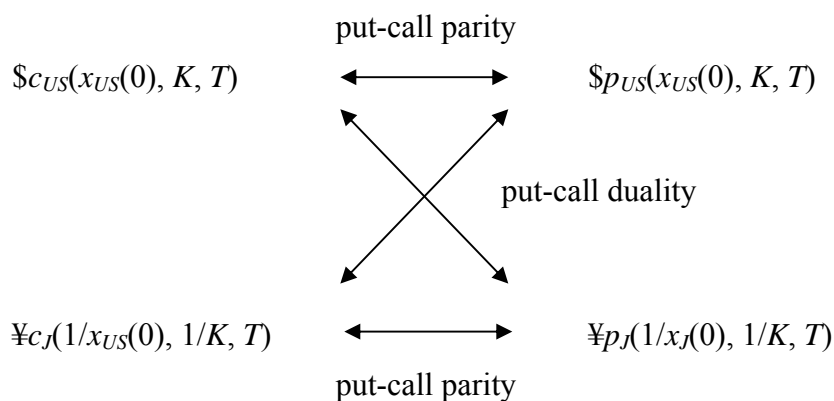 put-call parity
$c_US(x_US(0), K, T) $p_US(x_US(0), K, T)
put-call duality
¥c_J(1/x_US(0), 1/K, T) ¥p_J(1/x_J(0), 1/K, T)
put-call parity